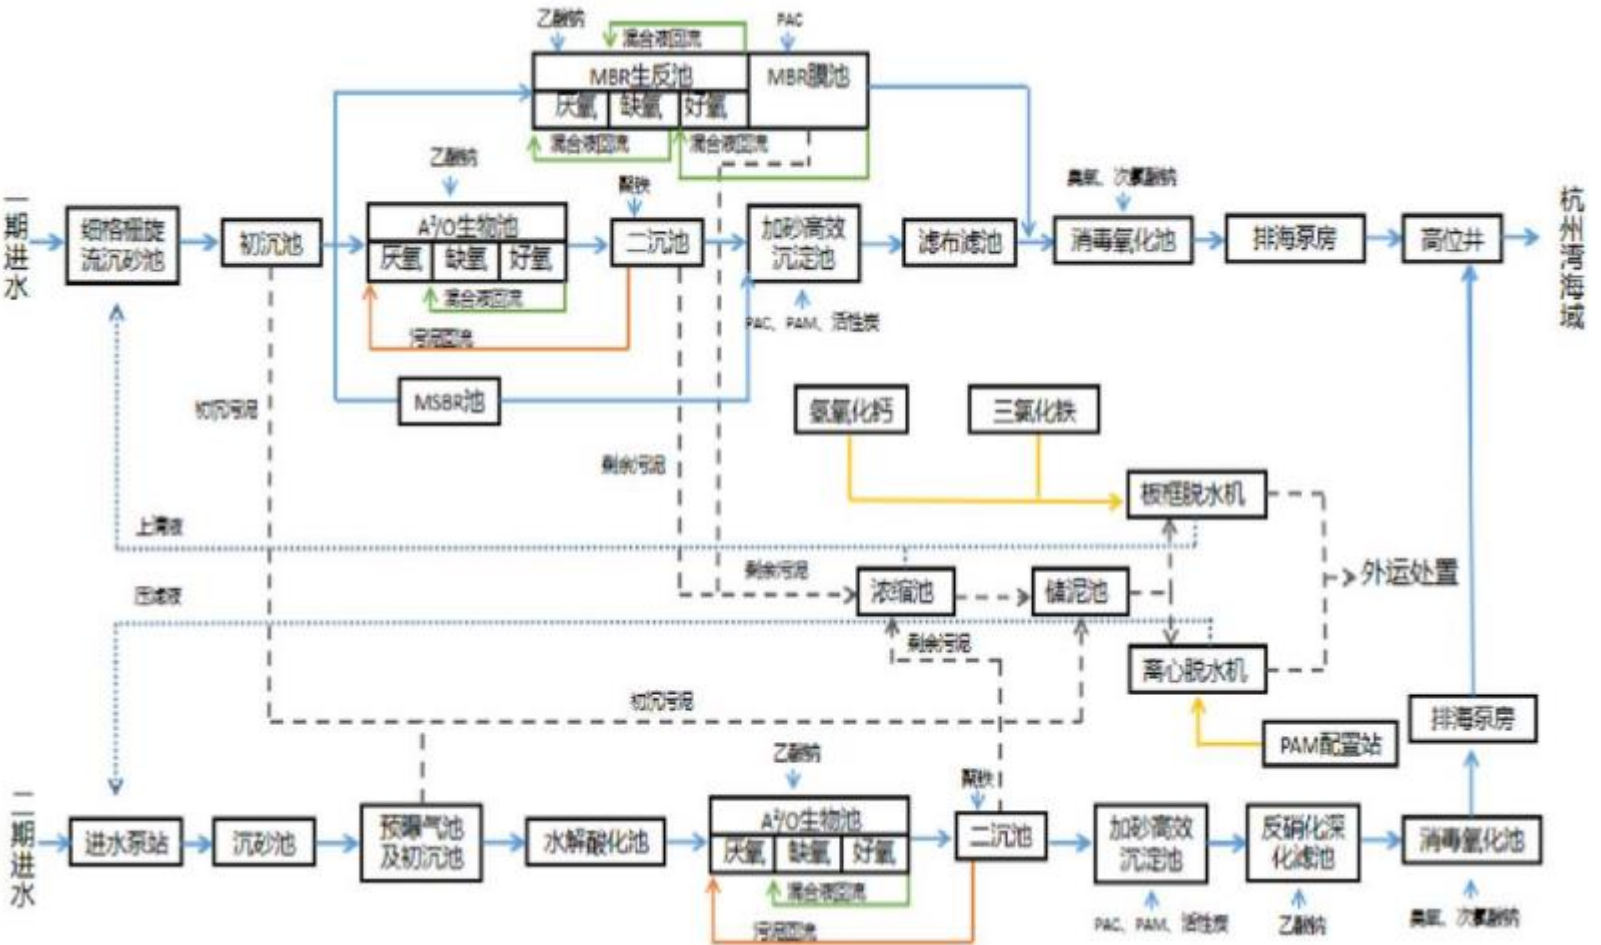 乙酸钠
混合液回流
PAC
MBR生反池
MBR膜池
厌氧
缺氧
好氧
混合液回流
混合液回流
乙酸钠
聚铁
臭氧、次氯酸钠
一期进水
细格栅旋
流沉砂池
初沉池
A²/O生物池
厌氧
缺氧
好氧
混合液回流
污泥回流
二沉池
加砂高效
沉淀池
PAC、PAM、活性炭
滤布滤池
消毒氧化池
排海泵房
高位井
杭州湾海域
MSBR池
初沉污泥
剩余污泥
氢氧化钙
三氯化铁
板框脱水机
上清液
剩余污泥
浓缩池
储泥池
外运处置
压滤液
剩余污泥
离心脱水机
初沉污泥
PAM配置站
排海泵房
二期进水
进水泵站
沉砂池
预曝气池
及初沉池
水解酸化池
乙酸钠
A²/O生物池
厌氧
缺氧
好氧
混合液回流
污泥回流
聚铁
二沉池
加砂高效
沉淀池
PAC、PAM、活性炭
反硝化深
化滤池
乙酸钠
消毒氧化池
臭氧、次氯酸钠